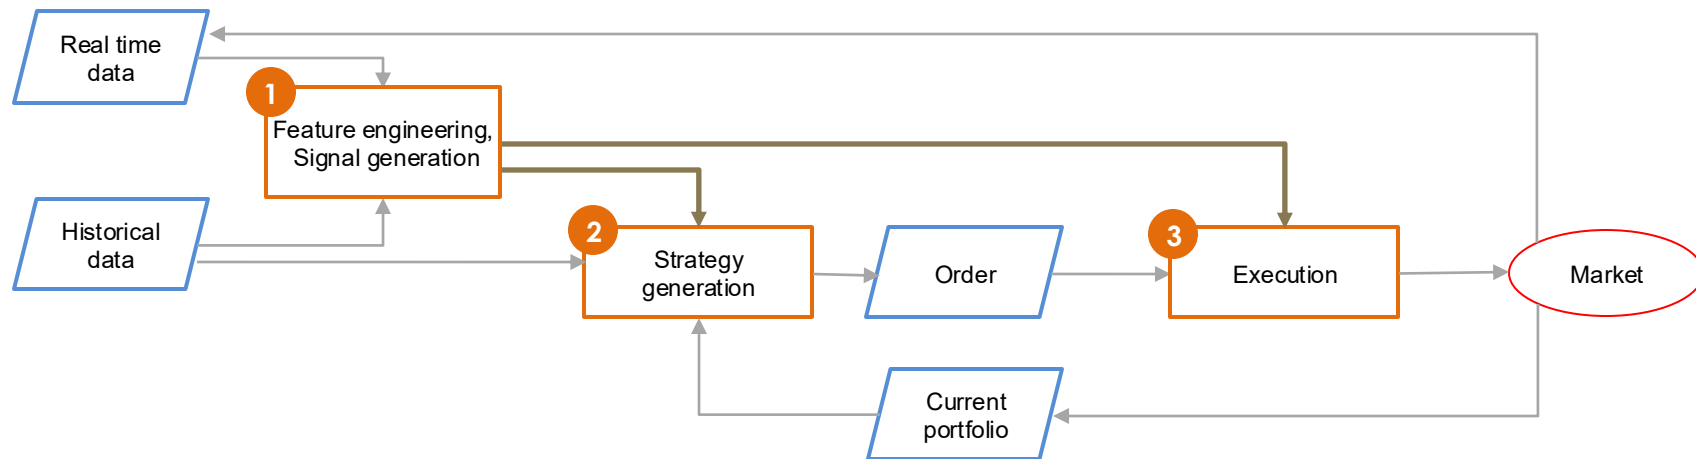 Real time
data
1
Feature engineering,
Signal generation
Historical
data
2
Strategy
generation
Order
3
Execution
Market
Current
portfolio